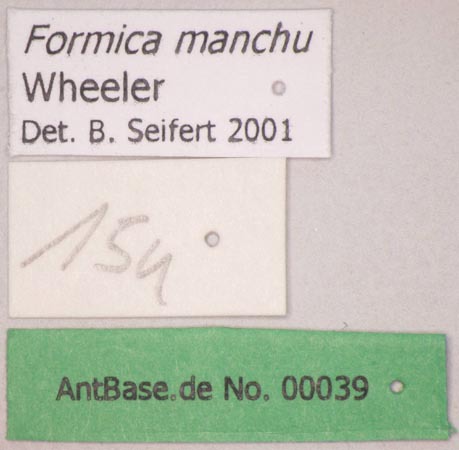 Formica manchu
Wheeler
Det. B. Seifert 2001
154
AntBase.de No. 00039